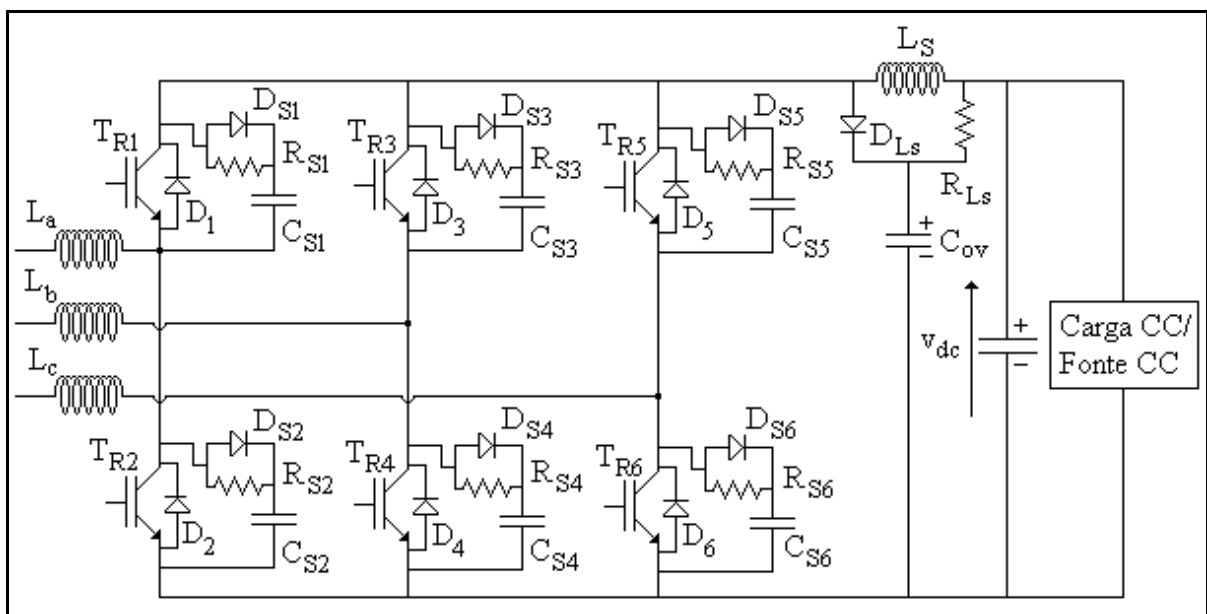 L_S
D_S1
D_S3
D_S5
T_R1
T_R3
T_R5
R_S1
R_S3
R_S5
D_Ls
R_Ls
L_a
D_1
C_S1
D_3
C_S3
D_5
C_S5
+
-
C_ov
L_b
v_dc
+
-
Carga CC/
Fonte CC
L_c
D_S2
D_S4
D_S6
T_R2
T_R4
T_R6
R_S2
R_S4
R_S6
D_2
C_S2
D_4
C_S4
D_6
C_S6